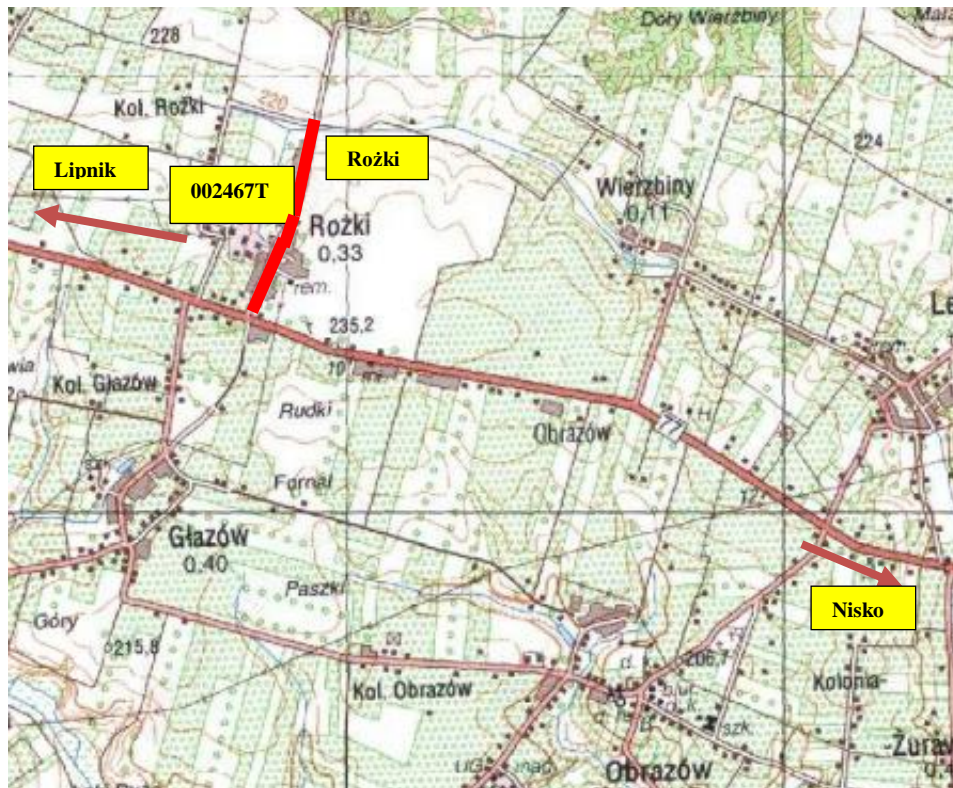 Doły Wierzbiny
228
Kol. Rożki
220
Rożki
224
Lipnik
002467T
Wierzbiny
0,11
Rożki
0.33
rem.
235,2
Kol. Głazów
Rudki
Obrazów
77
Fornal
Głazów
0.40
Paszki
Nisko
Góry
215.8
206,7
Kol. Obrazów
Kolonia-
szk.
UG
Obrazów